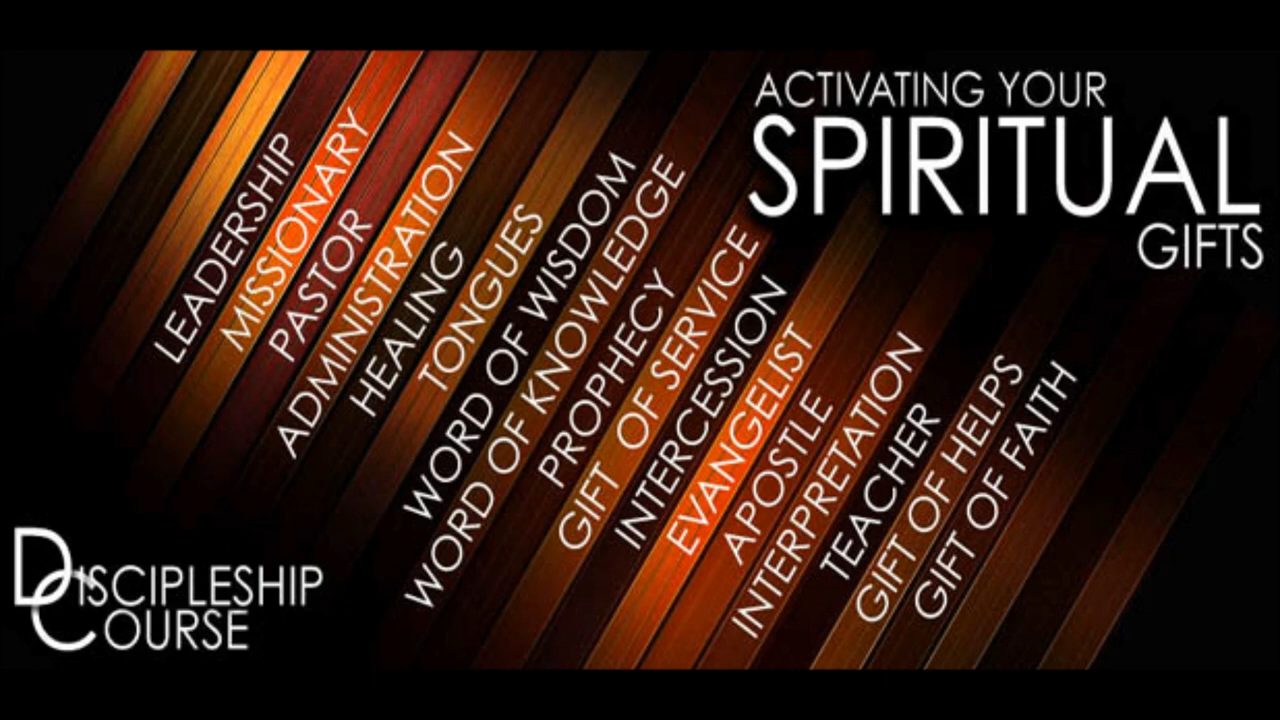 ACTIVATING YOUR
SPIRITUAL
GIFTS
LEADERSHIP
MISSIONARY
PASTOR
ADMINISTRATION
HEALING
TONGUES
WORD OF WISDOM
WORD OF KNOWLEDGE
PROPHECY
GIFT OF SERVICE
INTERCESSION
EVANGELIST
APOSTLE
INTERPRETATION
TEACHER
GIFT OF HELPS
GIFT OF FAITH
DISCIPLESHIP
COURSE